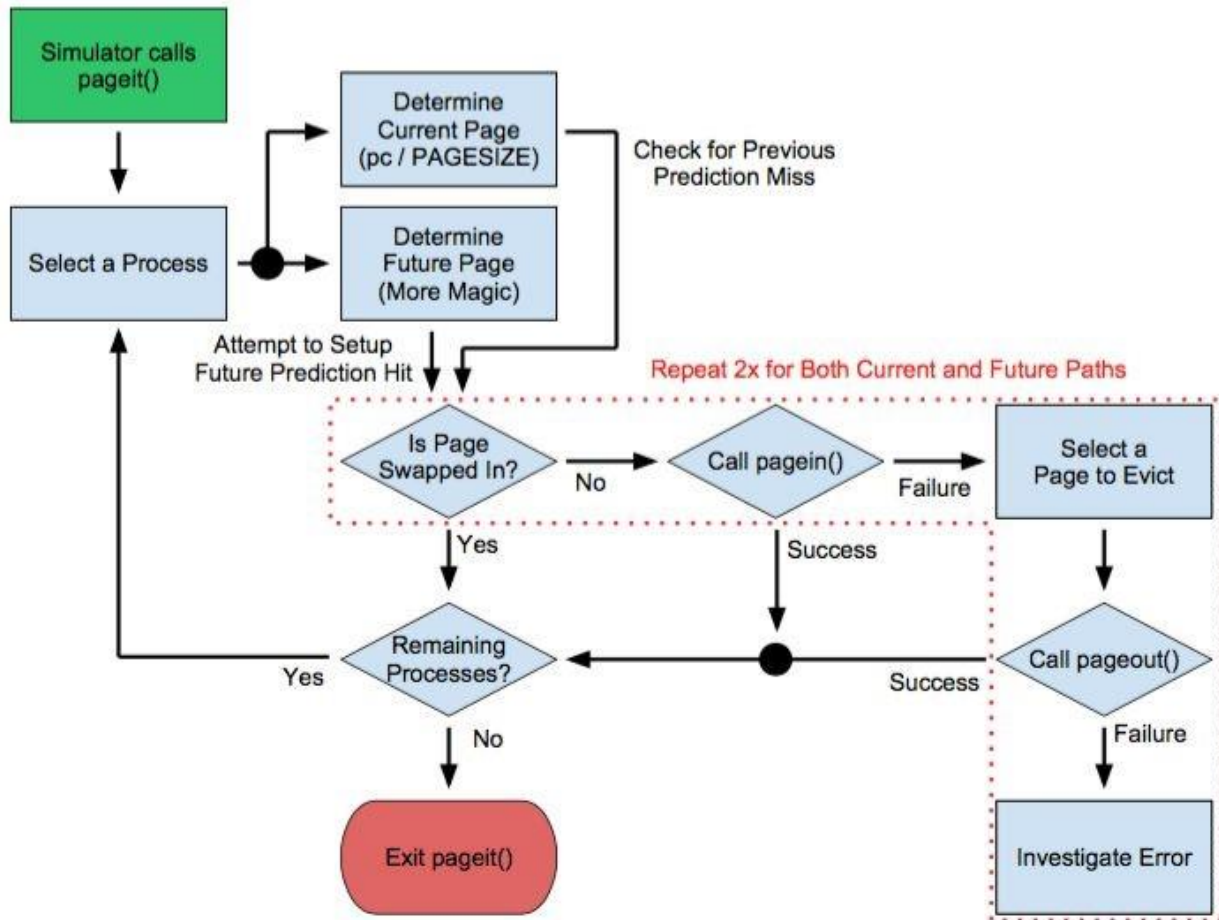 Simulator calls
pageit()
Determine
Current Page
(pc / PAGESIZE)
Check for Previous
Prediction Miss
Select a Process
Determine
Future Page
(More Magic)
Attempt to Setup
Future Prediction Hit
Repeat 2x for Both Current and Future Paths
Is Page
Swapped In?
No
Call pagein()
Failure
Select a
Page to Evict
Yes
Success
Remaining
Processes?
Yes
Success
Call pageout()
No
Failure
Exit pageit()
Investigate Error